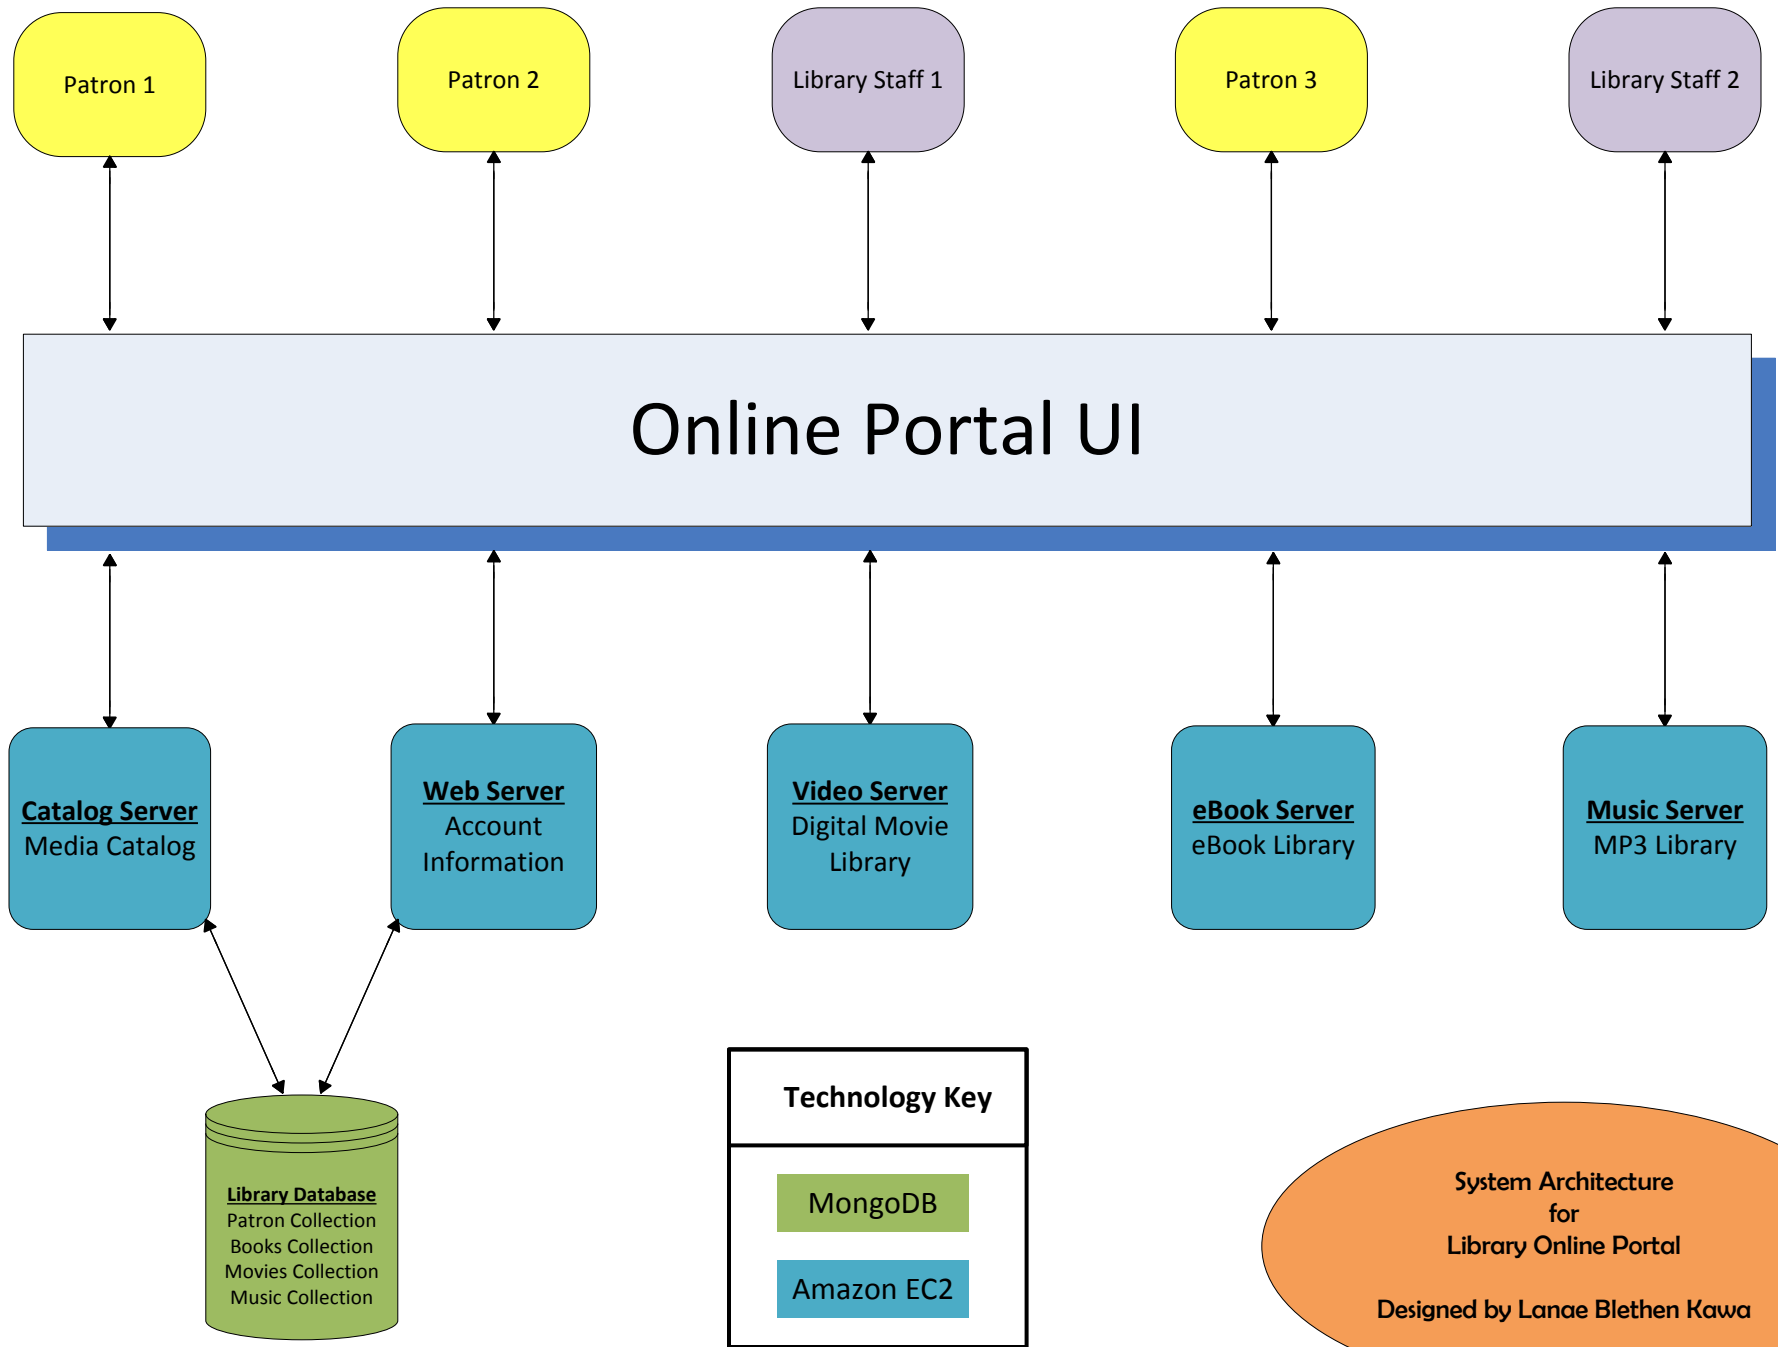 Patron 1
Patron 2
Library Staff 1
Patron 3
Library Staff 2
Online Portal UI
Catalog Server
Media Catalog
Web Server
Account
Information
Video Server
Digital Movie
Library
eBook Server
eBook Library
Music Server
MP3 Library
Library Database
Patron Collection
Books Collection
Movies Collection
Music Collection
Technology Key
MongoDB
Amazon EC2
System Architecture
for
Library Online Portal
Designed by Lanae Blethen Kawa